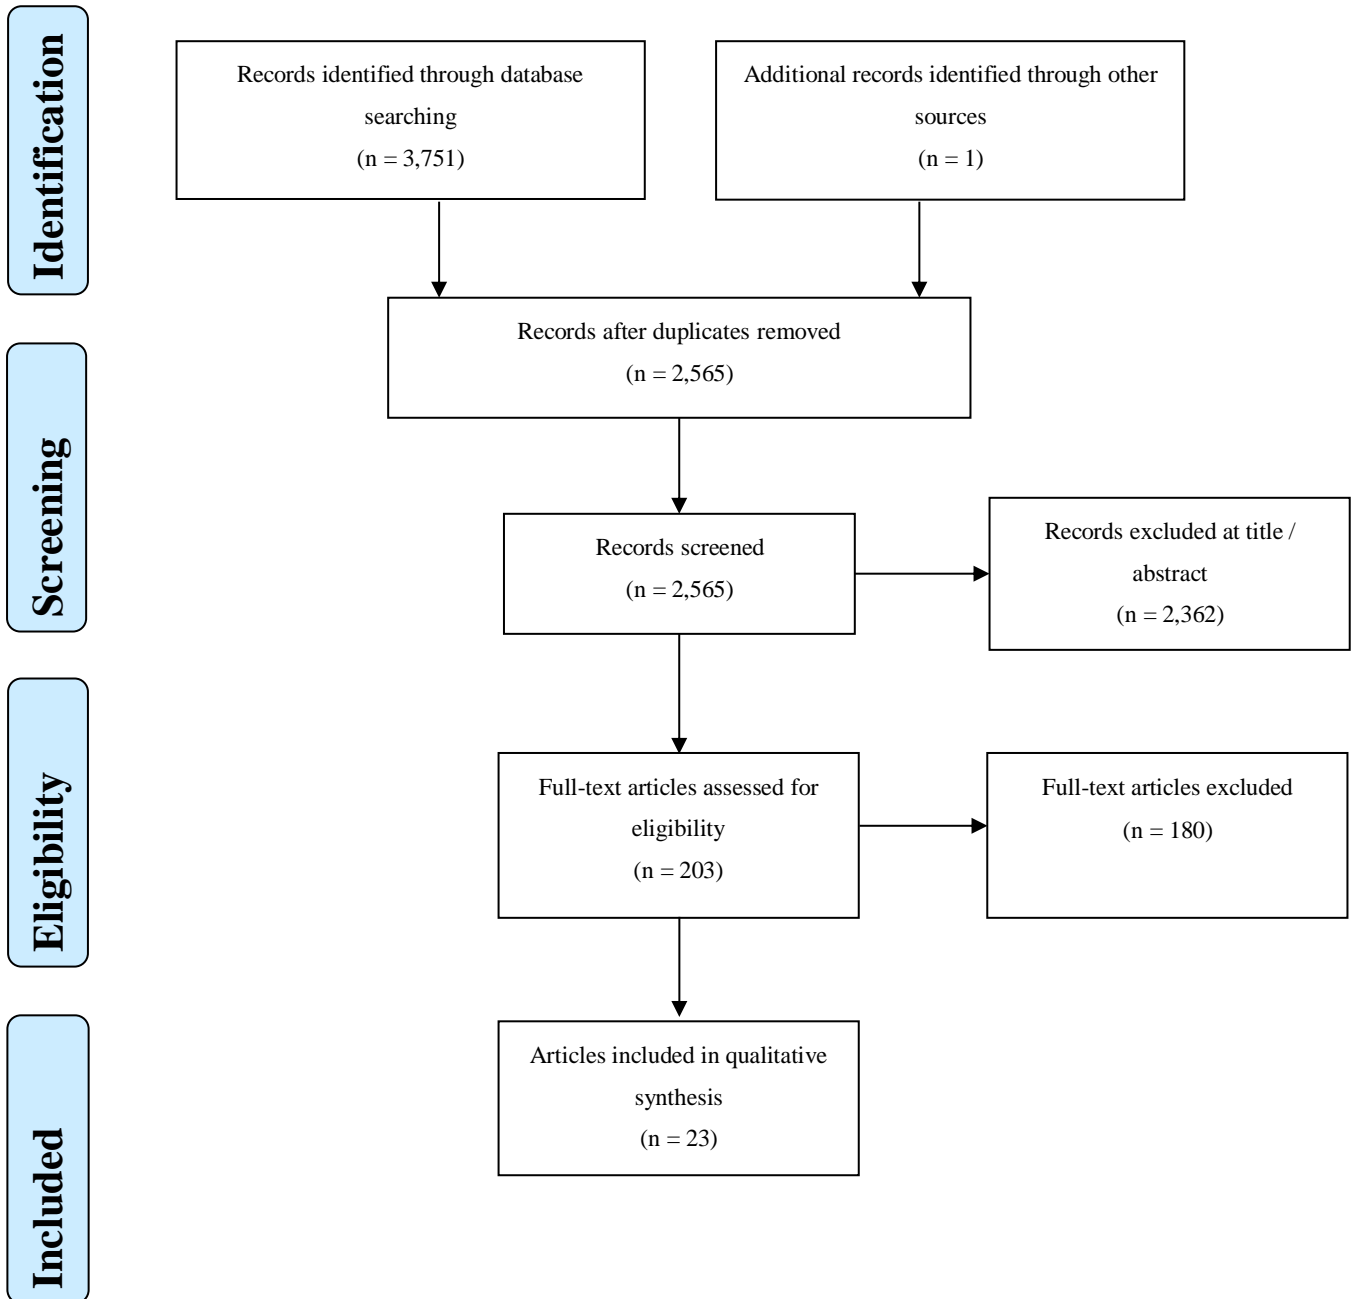 Identification
Records identified through database
searching
(n = 3,751)
Additional records identified through other
sources
(n = 1)
Records after duplicates removed
(n = 2,565)
Screening
Records screened
(n = 2,565)
Records excluded at title /
abstract
(n = 2,362)
Eligibility
Full-text articles assessed for
eligibility
(n = 203)
Full-text articles excluded
(n = 180)
Included
Articles included in qualitative
synthesis
(n = 23)